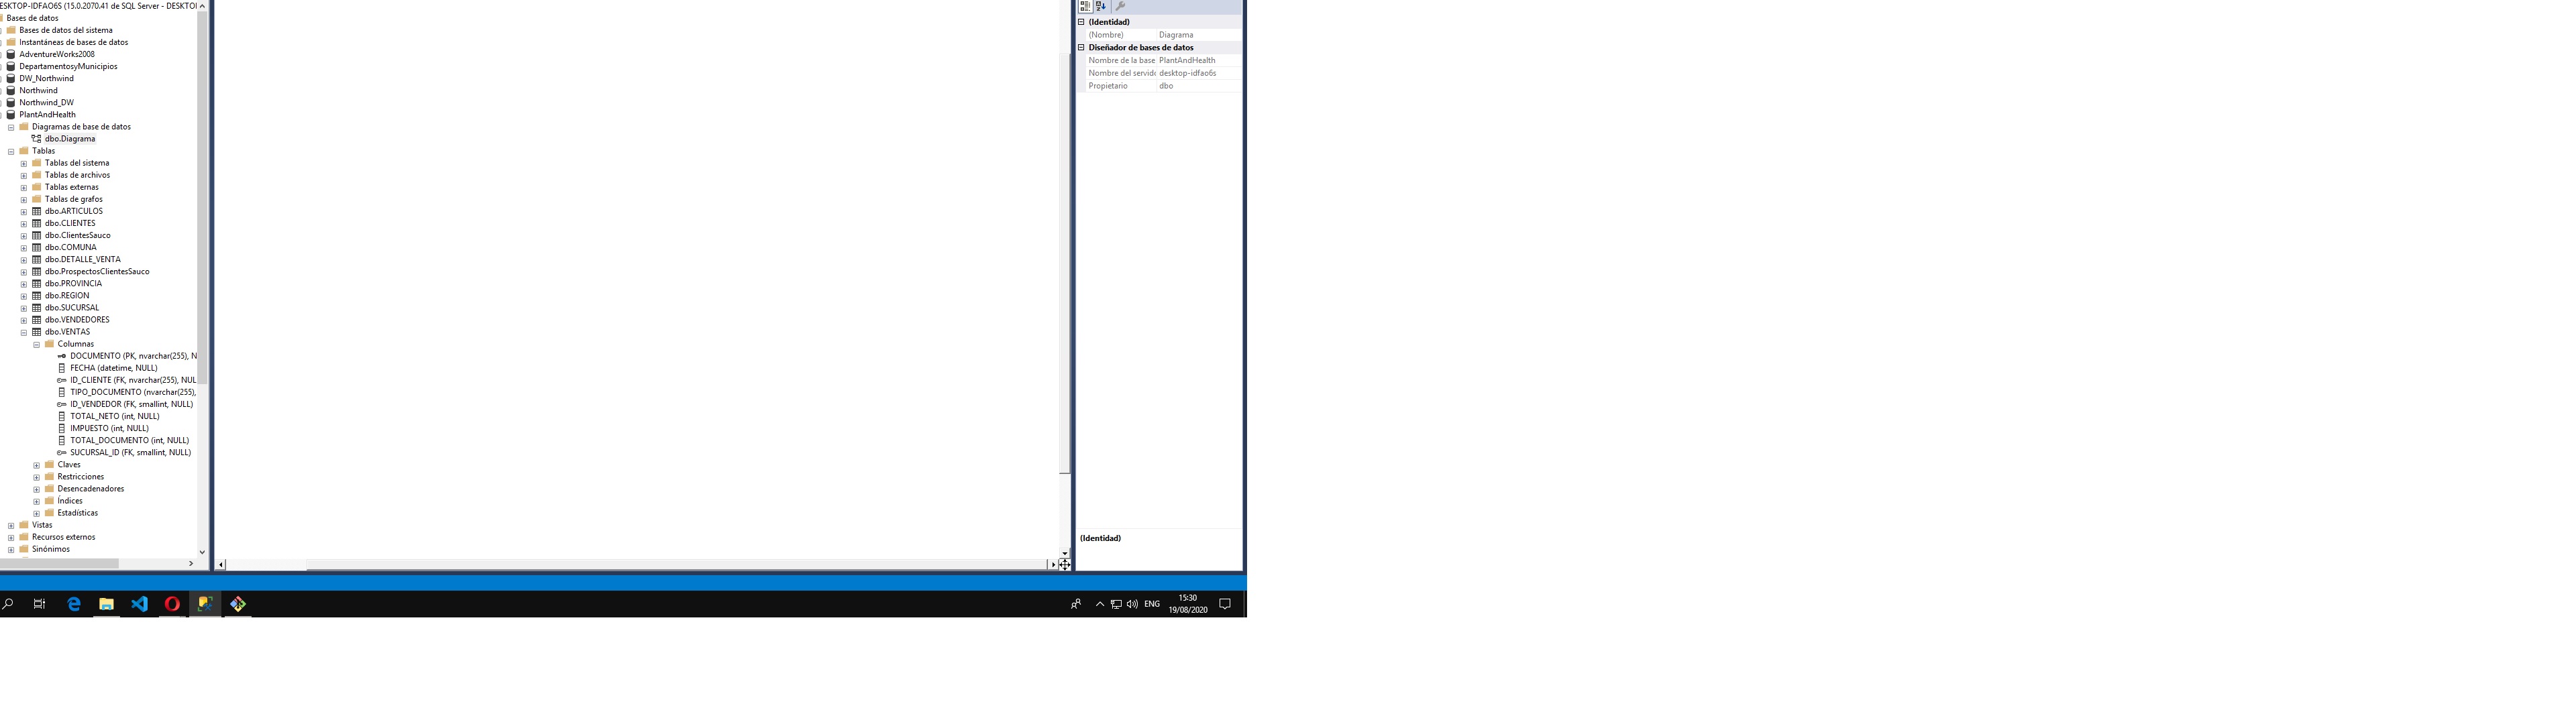 ESKTOP-IDFAO6S (15.0.2070.41 de SQL Server - DESKTO
Bases de datos
Bases de datos del sistema
Instantáneas de bases de datos
AdventureWorks2008
DepartamentosyMunicipios
DW_Northwind
Northwind
Northwind_DW
PlantAndHealth
Diagramas de base de datos
dbo.Diagrama
Tablas
Tablas del sistema
Tablas de archivos
Tablas externas
Tablas de grafos
dbo.ARTICULOS
dbo.CLIENTES
dbo.ClientesSauco
dbo.COMUNA
dbo.DETALLE_VENTA
dbo.ProspectosClientesSauco
dbo.PROVINCIA
dbo.REGION
dbo.SUCURSAL
dbo.VENDEDORES
dbo.VENTAS
Columnas
DOCUMENTO (PK, nvarchar(255), N
FECHA (datetime, NULL)
ID_CLIENTE (FK, nvarchar(255), NUL
TIPO_DOCUMENTO (nvarchar(255),
ID_VENDEDOR (FK, smallint, NULL)
TOTAL_NETO (int, NULL)
IMPUESTO (int, NULL)
TOTAL_DOCUMENTO (int, NULL)
SUCURSAL_ID (FK, smallint, NULL)
Claves
Restricciones
Desencadenadores
Índices
Estadísticas
Vistas
Recursos externos
Sinónimos
(Identidad)
(Nombre) Diagrama
Diseñador de bases de datos
Nombre de la base PlantAndHealth
Nombre del servid desktop-idfao6s
Propietario dbo
(Identidad)
ENG
15:30
19/08/2020